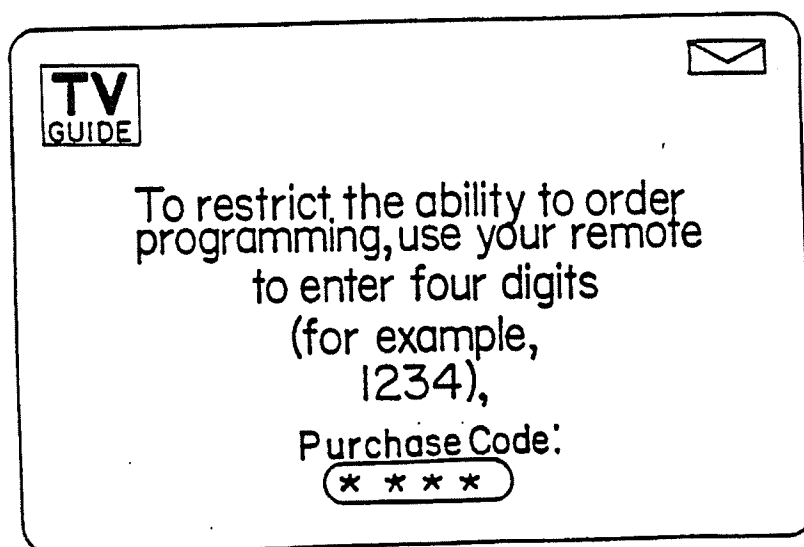 TV
GUIDE
To restrict the ability to order
programming, use your remote
to enter four digits
(for example,
1234),
Purchase Code:
* * * *